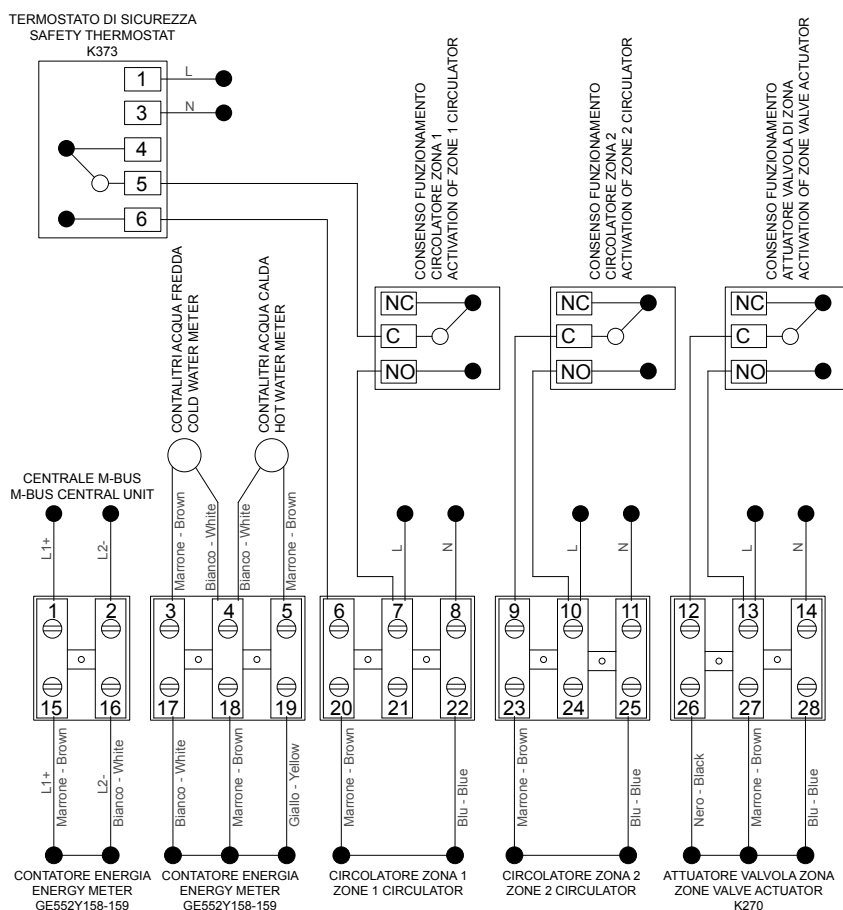 TERMOSTATO DI SICUREZZA
SAFETY THERMOSTAT
K373
1
L
3
N
4
5
6
CONSENSO FUNZIONAMENTO
CIRCOLATORE ZONA 1
ACTIVATION OF ZONE 1 CIRCULATOR
CONSENSO FUNZIONAMENTO
CIRCOLATORE ZONA 2
ACTIVATION OF ZONE 2 CIRCULATOR
CONSENSO FUNZIONAMENTO
ATTUATORE VALVOLA DI ZONA
ACTIVATION OF ZONE VALVE ACTUATOR
NC
C
NO
NC
C
NO
NC
C
NO
CONTALITRI ACQUA FREDDA
COLD WATER METER
CONTALITRI ACQUA CALDA
HOT WATER METER
CENTRALE M-BUS
M-BUS CENTRAL UNIT
L1+
L2-
Marrone - Brown
Bianco - White
Bianco - White
Marrone - Brown
L
N
L
N
L
N
1
2
3
4
5
6
7
8
9
10
11
12
13
14
15
16
17
18
19
20
21
22
23
24
25
26
27
28
L1+
Marrone - Brown
L2-
Bianco - White
Bianco - White
Marrone - Brown
Giallo - Yellow
Marrone - Brown
Blu - Blue
Marrone - Brown
Blu - Blue
Nero - Black
Marrone - Brown
Blu - Blue
CONTATORE ENERGIA
ENERGY METER
GE552Y158-159
CONTATORE ENERGIA
ENERGY METER
GE552Y158-159
CIRCOLATORE ZONA 1
ZONE 1 CIRCULATOR
CIRCOLATORE ZONA 2
ZONE 2 CIRCULATOR
ATTUATORE VALVOLA ZONA
ZONE VALVE ACTUATOR
K270